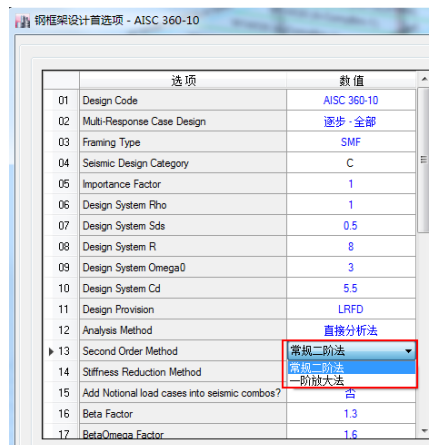 钢框架设计首选项 - AISC 360-10
选项 数值
01 Design Code AISC 360-10
02 Multi-Response Case Design 逐步 - 全部
03 Framing Type SMF
04 Seismic Design Category C
05 Importance Factor 1
06 Design System Rho 1
07 Design System Sds 0.5
08 Design System R 8
09 Design System Omega0 3
10 Design System Cd 5.5
11 Design Provision LRFD
12 Analysis Method 直接分析法
13 Second Order Method 常规二阶法
常规二阶法
14 Stiffness Reduction Method 一阶放大法
15 Add Notional load cases into seismic combos? 否
16 Beta Factor 1.3
17 BetaOmega Factor 1.6